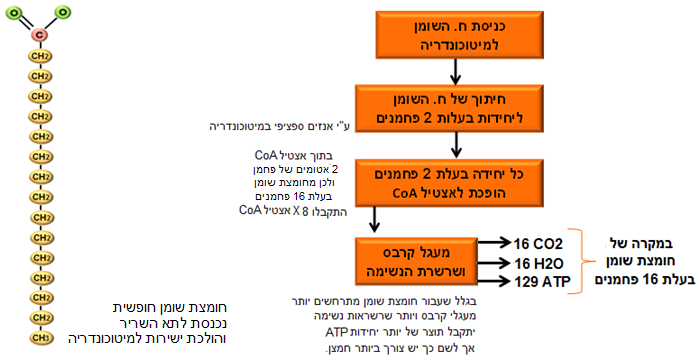 O O
C
CH2
CH2
CH2
CH2
CH2
CH2
CH2
CH2
CH2
CH2
CH2
CH2
CH2
CH2
CH3
חומצת שומן חופשית
נכנסת לתא השריר
והולכת ישירות למיטוכונדריה
כניסת ח. השומן
למיטוכונדריה
חיתוך של ח. השומן
ליחידות בעלות 2 פחמנים
ע"י אנזים ספציפי במיטוכונדריה
כל יחידה בעלת 2 פחמנים
הופכת לאצטיל CoA
בתוך אצטיל CoA
2 אטומים של פחמן
ולכן מחומצת שומן
בעלת 16 פחמנים
התקבלו 8 X אצטיל CoA
מעגל קרבס
ושרשרת הנשימה
16 CO2
16 H2O
129 ATP
במקרה של
חומצת שומן
בעלת 16 פחמנים
בגלל שעבור חומצת שומן מתרחשים יותר
מעגלי קרבס ויותר שרשראות נשימה
יתקבל תוצר של יותר יחידות ATP
אך לשם כך יש צורך ביותר חמצן.